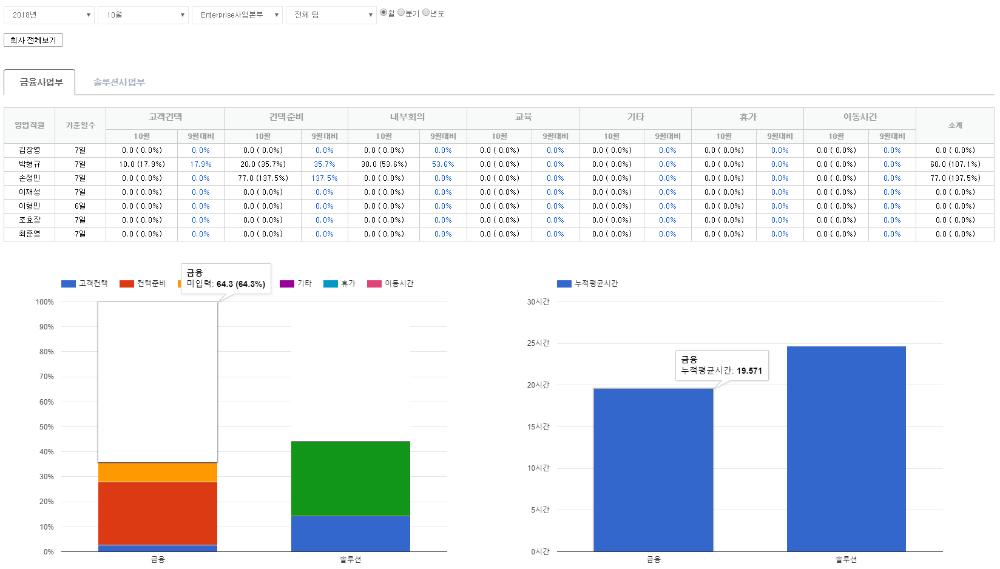 2018년 10월 Enterprise사업본부 전체 팀 월 분기 년도
회사 전체보기
금융사업부 솔루션사업부
영업직원 기준일수 고객컨택 컨택준비 내부회의 교육 기타 휴가 이동시간 소계
10월 9월대비 10월 9월대비 10월 9월대비 10월 9월대비 10월 9월대비 10월 9월대비 10월 9월대비
김장영 7일 0.0 ( 0.0%) 0.0% 0.0 ( 0.0%) 0.0% 0.0 ( 0.0%) 0.0% 0.0 ( 0.0%) 0.0% 0.0 ( 0.0%) 0.0% 0.0 ( 0.0%) 0.0% 0.0 ( 0.0%) 0.0% 0.0 ( 0.0%)
박형규 7일 10.0 (17.9%) 17.9% 20.0 (35.7%) 35.7% 30.0 (53.6%) 53.6% 0.0 ( 0.0%) 0.0% 0.0 ( 0.0%) 0.0% 0.0 ( 0.0%) 0.0% 0.0 ( 0.0%) 0.0% 60.0 (107.1%)
손정민 7일 0.0 ( 0.0%) 0.0% 77.0 (137.5%) 137.5% 0.0 ( 0.0%) 0.0% 0.0 ( 0.0%) 0.0% 0.0 ( 0.0%) 0.0% 0.0 ( 0.0%) 0.0% 0.0 ( 0.0%) 0.0% 77.0 (137.5%)
이재성 7일 0.0 ( 0.0%) 0.0% 0.0 ( 0.0%) 0.0% 0.0 ( 0.0%) 0.0% 0.0 ( 0.0%) 0.0% 0.0 ( 0.0%) 0.0% 0.0 ( 0.0%) 0.0% 0.0 ( 0.0%) 0.0% 0.0 ( 0.0%)
이형민 6일 0.0 ( 0.0%) 0.0% 0.0 ( 0.0%) 0.0% 0.0 ( 0.0%) 0.0% 0.0 ( 0.0%) 0.0% 0.0 ( 0.0%) 0.0% 0.0 ( 0.0%) 0.0% 0.0 ( 0.0%) 0.0% 0.0 ( 0.0%)
조효장 7일 0.0 ( 0.0%) 0.0% 0.0 ( 0.0%) 0.0% 0.0 ( 0.0%) 0.0% 0.0 ( 0.0%) 0.0% 0.0 ( 0.0%) 0.0% 0.0 ( 0.0%) 0.0% 0.0 ( 0.0%) 0.0% 0.0 ( 0.0%)
최준영 7일 0.0 ( 0.0%) 0.0% 0.0 ( 0.0%) 0.0% 0.0 ( 0.0%) 0.0% 0.0 ( 0.0%) 0.0% 0.0 ( 0.0%) 0.0% 0.0 ( 0.0%) 0.0% 0.0 ( 0.0%) 0.0% 0.0 ( 0.0%)
고객컨택 컨택준비 기타 휴가 이동시간
금융
미입력: 64.3 (64.3%)
100%
90%
80%
70%
60%
50%
40%
30%
20%
10%
0%
금융 솔루션
누적평균시간
30시간
25시간
20시간
15시간
10시간
5시간
0시간
금융
누적평균시간: 19.571
금융 솔루션